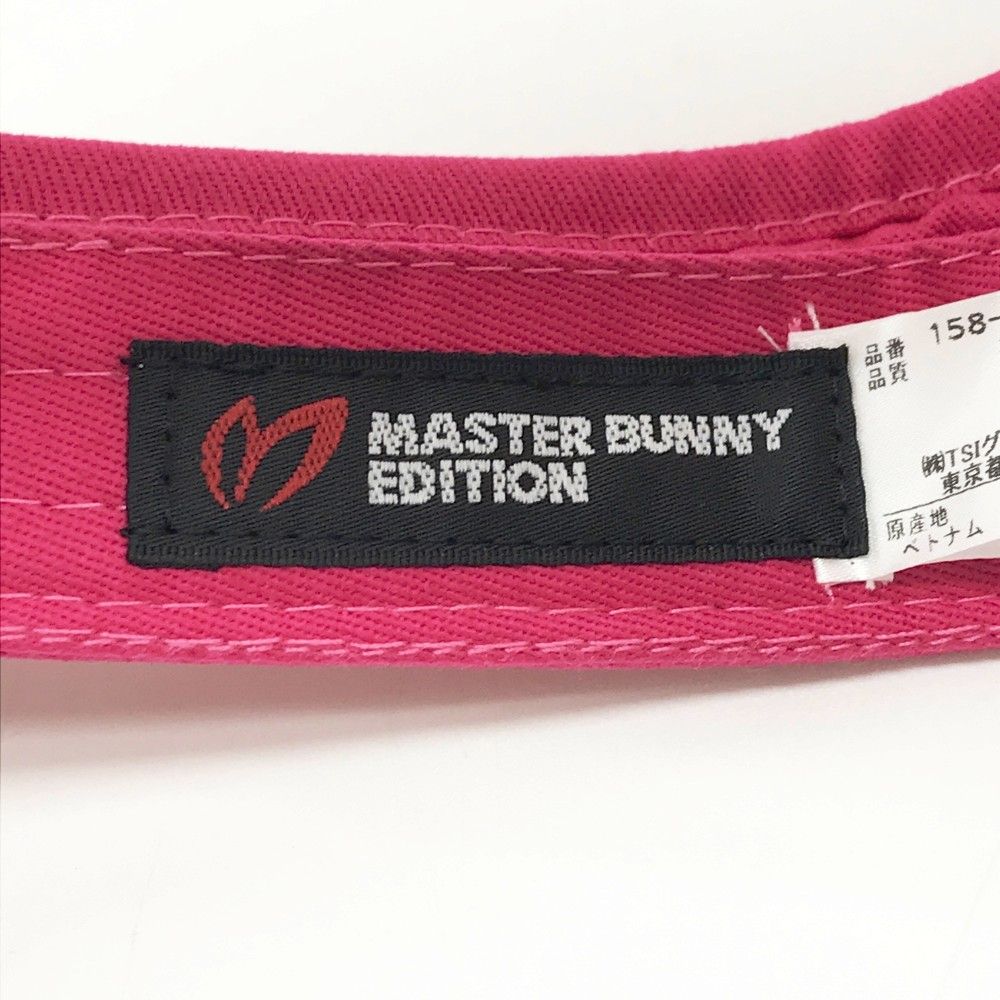 MASTER BUNNY
EDITION
品番 158-
品質
㈱TSIグ
東京都
原産地
ベトナム